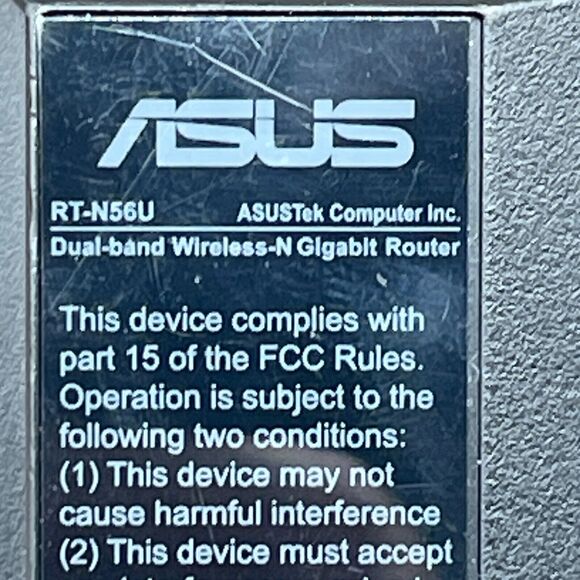 ASUS
RT-N56U ASUSTek Computer Inc.
Dual-band Wireless-N Gigabit Router
This device complies with
part 15 of the FCC Rules.
Operation is subject to the
following two conditions:
(1) This device may not
cause harmful interference
(2) This device must accept